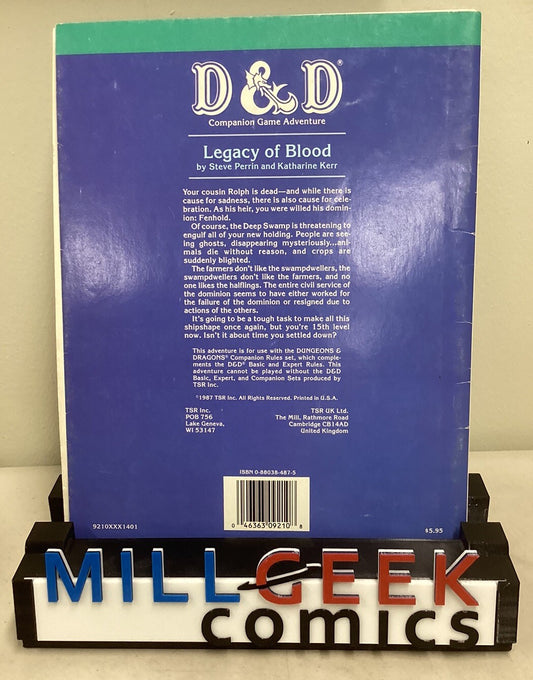 D&D®
Companion Game Adventure
Legacy of Blood
by Steve Perrin and Katharine Kerr
Your cousin Rolph is dead—and while there is
cause for sadness, there is also cause for cele-
bration. As his heir, you were willed his domin-
ion: Fenhold.
Of course, the Deep Swamp is threatening to
engulf all of your new holding. People are see-
ing ghosts, disappearing mysteriously...ani-
mals die without reason, and crops are
suddenly blighted.
The farmers don't like the swampdwellers, the
swampdwellers don't like the farmers, and no
one likes the halflings. The entire civil service of
the dominion seems to have either worked for
the failure of the dominion or resigned due to
actions of the others.
It's going to be a tough task to make all this
shipshape once again, but you're 15th level
now. Isn't it about time you settled down?
This adventure is for use with the DUNGEONS &
DRAGONS® Companion Rules set, which comple-
ments the D&D® Basic and Expert Rules. This
adventure cannot be played without the D&D
Basic, Expert, and Companion Sets produced by
TSR Inc.
©1987 TSR Inc. All Rights Reserved. Printed in U.S.A.
TSR Inc.
POB 756
Lake Geneva,
WI 53147
TSR UK Ltd.
The Mill, Rathmore Road
Cambridge CB14AD
United Kingdom
ISBN 0-88038-487-5
0 46363 09210 8
9210XXX1401
$5.95
MILL GEEK
comics